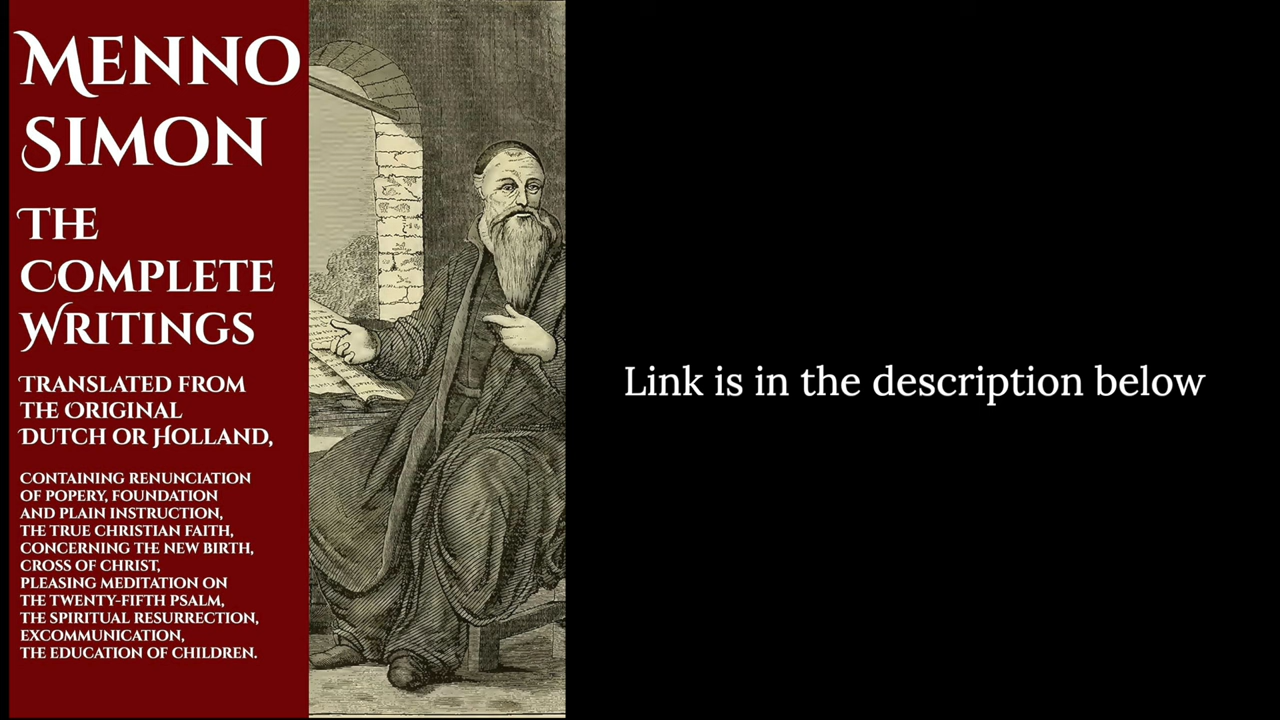 Menno
Simon
The
Complete
Writings
Translated from
the Original
Dutch or Holland,
Containing renunciation
of popery, foundation
and plain instruction,
the true Christian faith,
concerning the new birth,
cross of Christ,
pleasing meditation on
the twenty-fifth Psalm,
the spiritual resurrection,
excommunication,
the education of children.
Link is in the description below